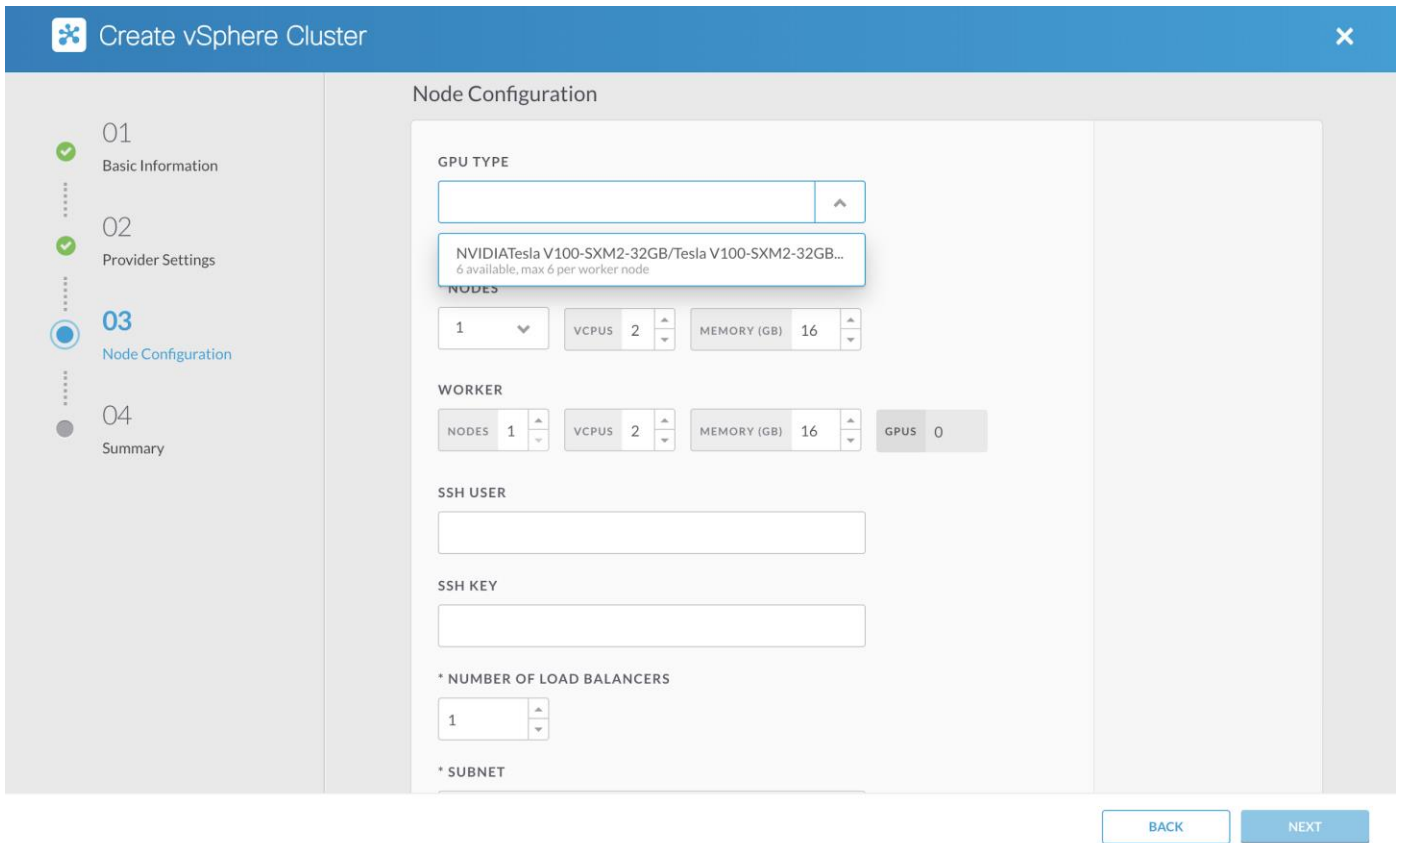 Create vSphere Cluster
01
Basic Information
02
Provider Settings
03
Node Configuration
04
Summary
Node Configuration
GPU TYPE
NVIDIATesla V100-SXM2-32GB/Tesla V100-SXM2-32GB...
6 available, max 6 per worker node
NODES
1 VCPUS 2 MEMORY (GB) 16
WORKER
NODES 1 VCPUS 2 MEMORY (GB) 16 GPUS 0
SSH USER
SSH KEY
* NUMBER OF LOAD BALANCERS
1
* SUBNET
BACK NEXT